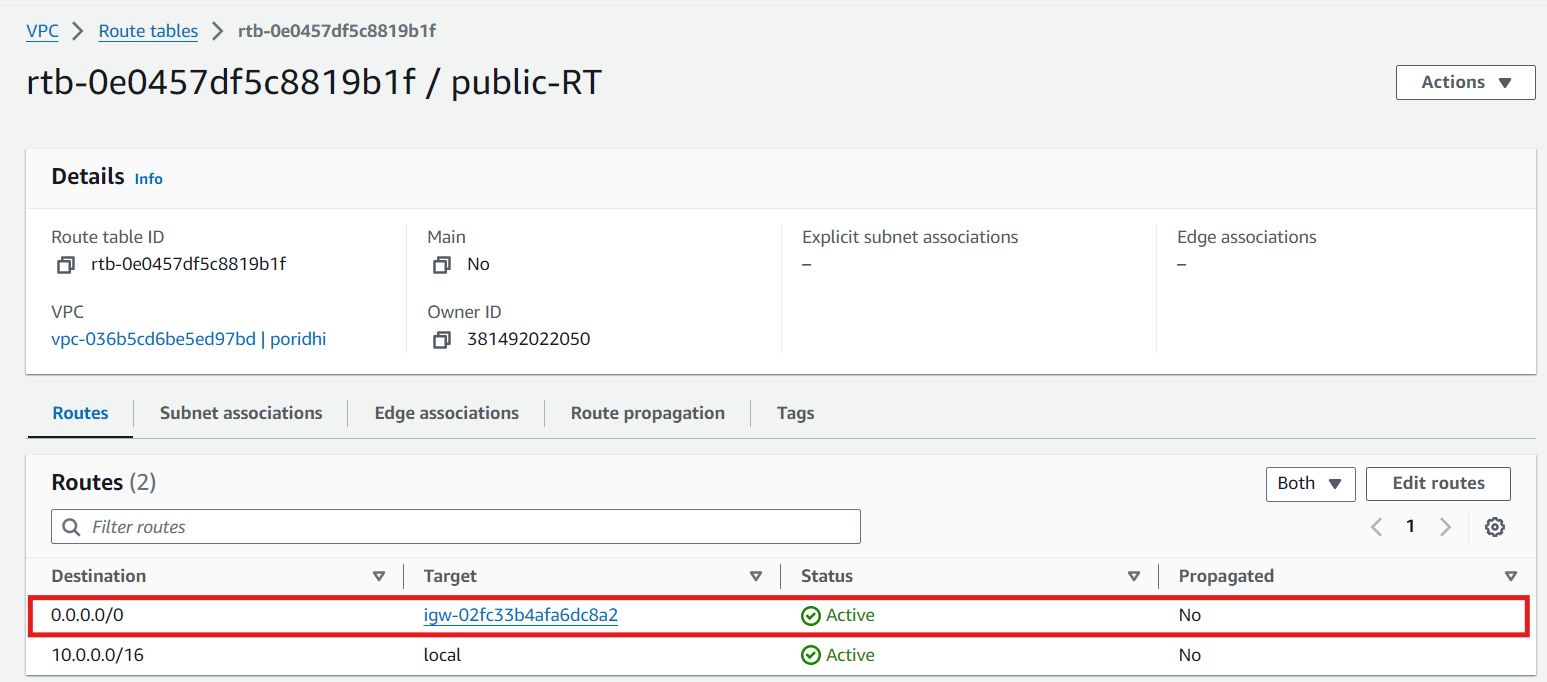 VPC > Route tables > rtb-0e0457df5c8819b1f
rtb-0e0457df5c8819b1f / public-RT
Actions
Details Info
Route table ID
rtb-0e0457df5c8819b1f
Main
No
Explicit subnet associations
–
Edge associations
–
VPC
vpc-036b5cd6be5ed97bd | poridhi
Owner ID
381492022050
Routes Subnet associations Edge associations Route propagation Tags
Routes (2)
Both Edit routes
Filter routes
1
Destination Target Status Propagated
0.0.0.0/0 igw-02fc33b4afa6dc8a2 Active No
10.0.0.0/16 local Active No